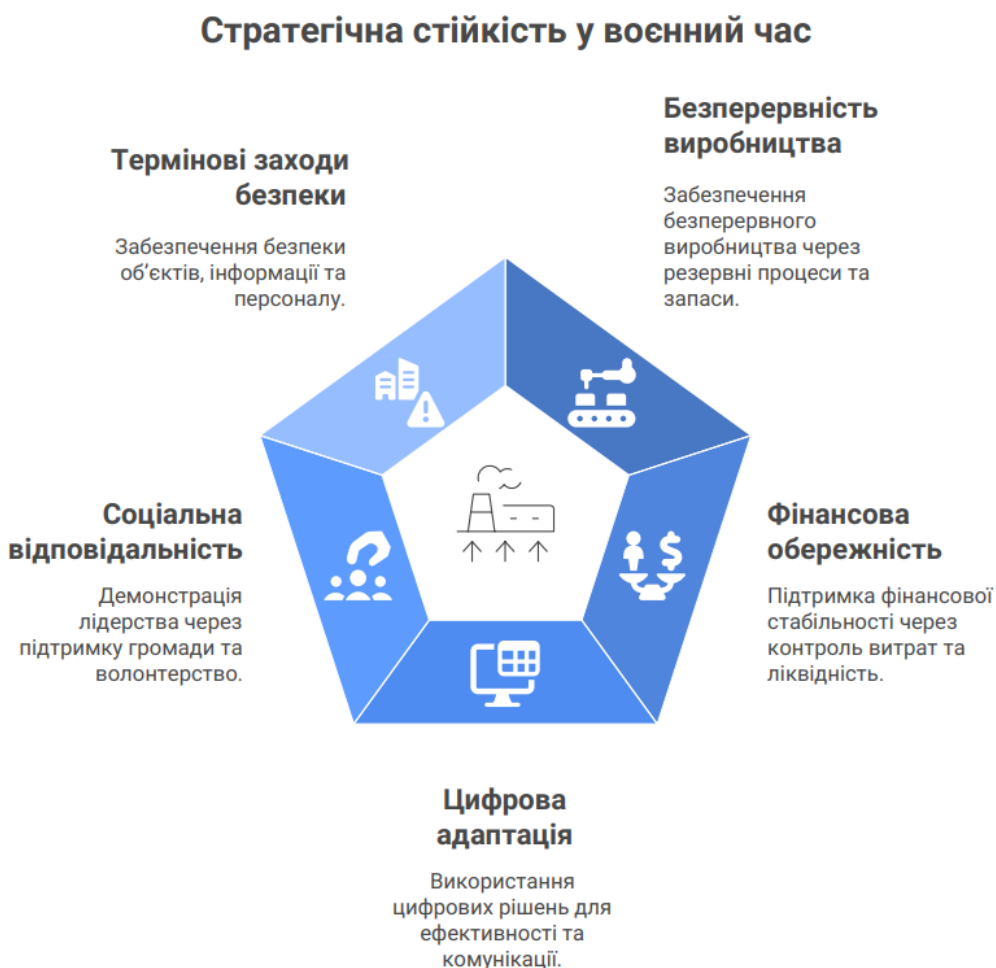 Стратегічна стійкість у воєнний час
Термінові заходи
безпеки
Забезпечення безпеки
об'єктів, інформації та
персоналу.
Безперервність
виробництва
Забезпечення
безперервного
виробництва через
резервні процеси та
запаси.
Соціальна
відповідальність
Демонстрація
лідерства через
підтримку громади та
волонтерство.
Фінансова
обережність
Підтримка фінансової
стабільності через
контроль витрат та
ліквідність.
Цифрова
адаптація
Використання
цифрових рішень для
ефективності та
комунікації.